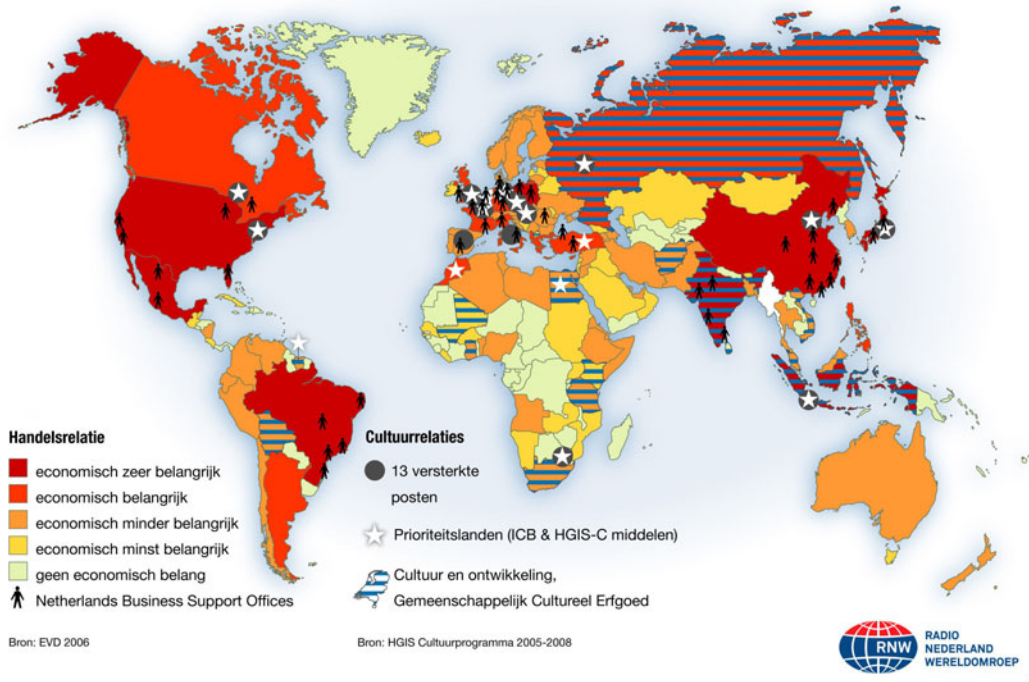 Handelsrelatie
economisch zeer belangrijk
economisch belangrijk
economisch minder belangrijk
economisch minst belangrijk
geen economisch belang
Netherlands Business Support Offices
Bron: EVD 2006
Cultuurrelaties
13 versterkte
posten
Prioriteitslanden (ICB & HGIS-C middelen)
Cultuur en ontwikkeling,
Gemeenschappelijk Cultureel Erfgoed
Bron: HGIS Cultuurprogramma 2005-2008
RNW
RADIO
NEDERLAND
WERELDOMROEP